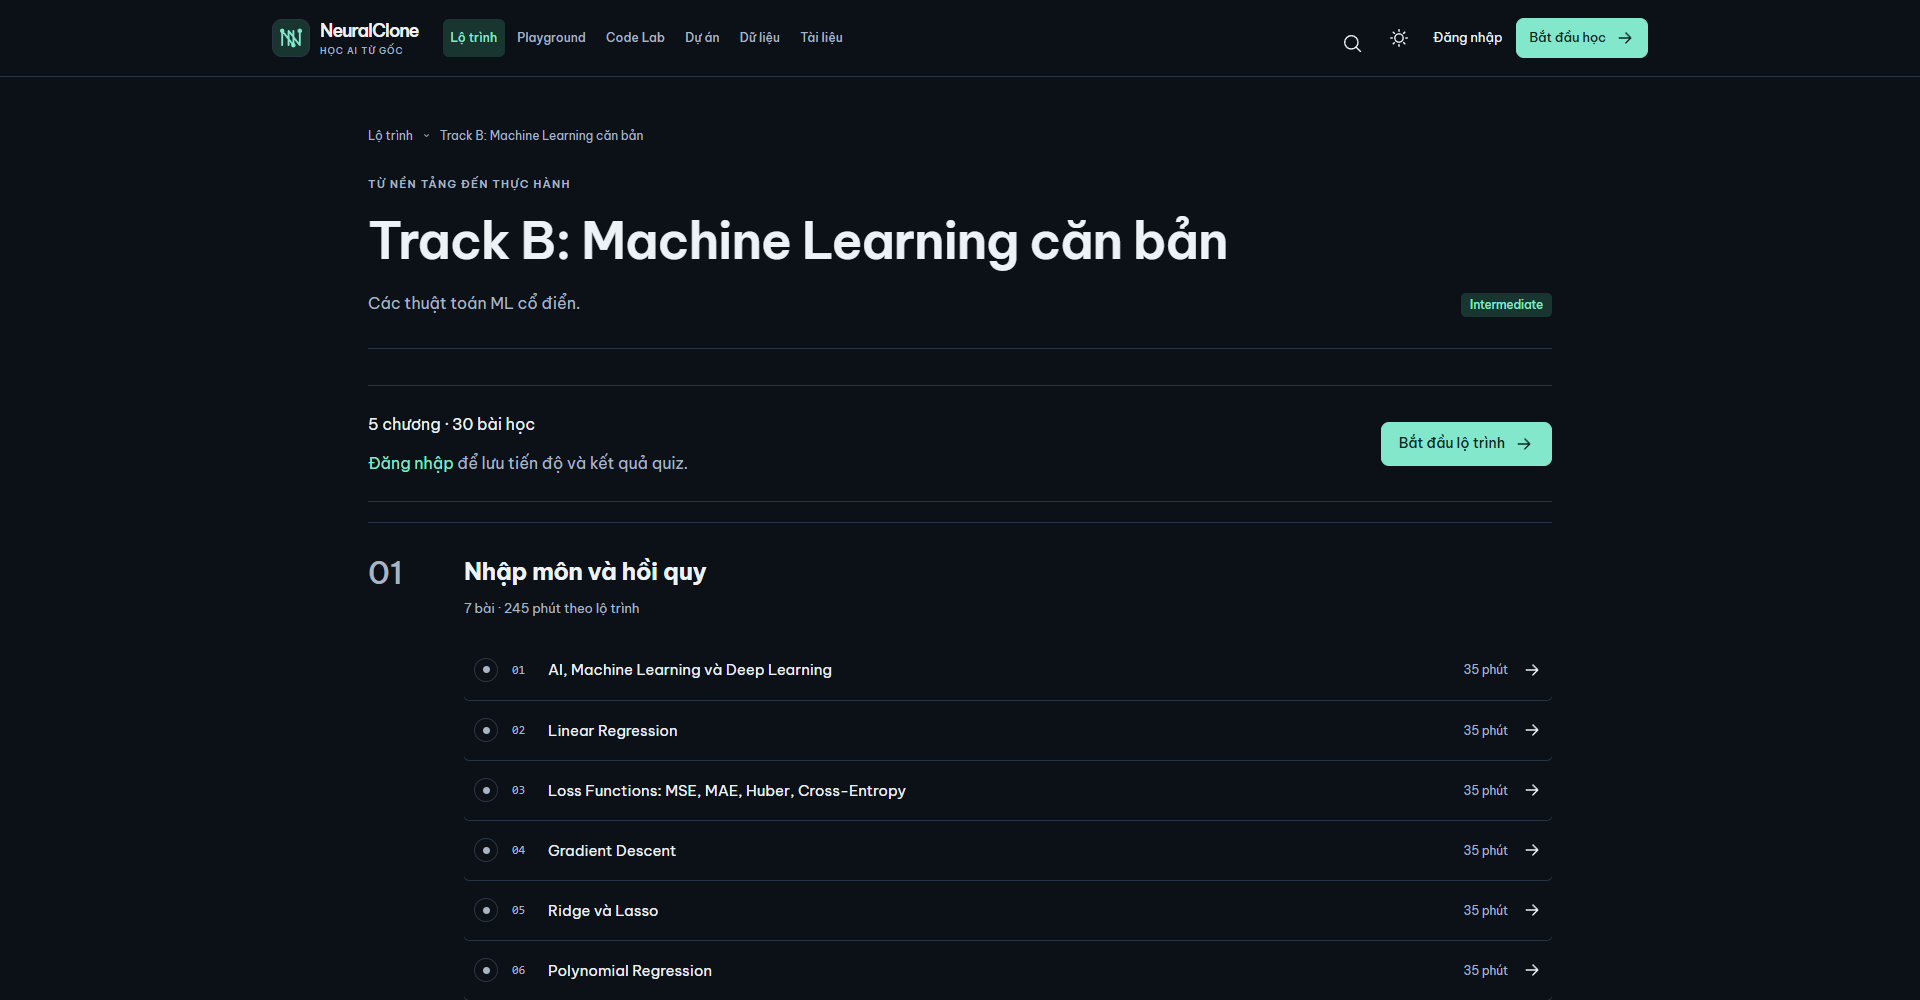 NeuralClone
HỌC AI TỪ GỐC
Lộ trình
Playground
Code Lab
Dự án
Dữ liệu
Tài liệu
Đăng nhập
Bắt đầu học
Lộ trình
Track B: Machine Learning căn bản
TỪ NỀN TẢNG ĐẾN THỰC HÀNH
Track B: Machine Learning căn bản
Các thuật toán ML cổ điển.
Intermediate
5 chương · 30 bài học
Đăng nhập để lưu tiến độ và kết quả quiz.
Bắt đầu lộ trình
01
Nhập môn và hồi quy
7 bài · 245 phút theo lộ trình
01 AI, Machine Learning và Deep Learning 35 phút
02 Linear Regression 35 phút
03 Loss Functions: MSE, MAE, Huber, Cross-Entropy 35 phút
04 Gradient Descent 35 phút
05 Ridge và Lasso 35 phút
06 Polynomial Regression 35 phút